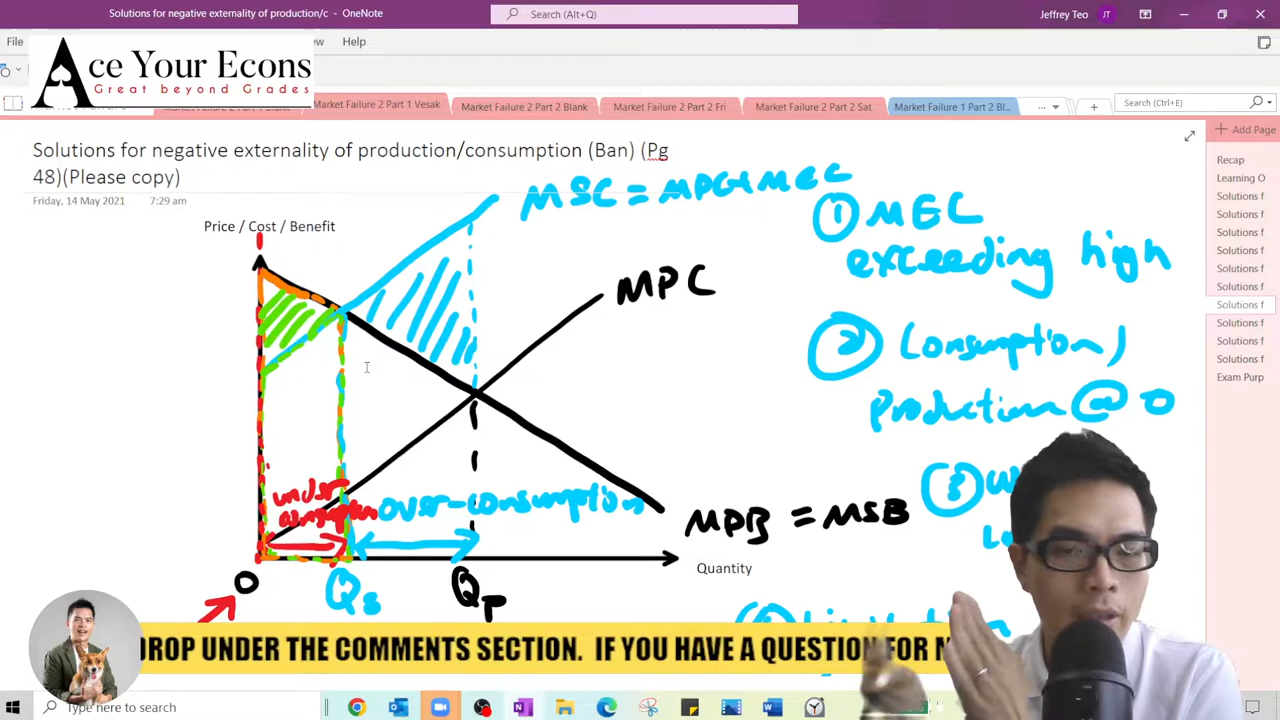 Solutions for negative externality of production/c - OneNote
Search (Alt+Q)
Jeffrey Teo
JT
File
Help
Ace Your Econs
Great beyond Grades
Market Failure 2 Part 1 Vesak
Market Failure 2 Part 2 Blank
Market Failure 2 Part 2 Fri
Market Failure 2 Part 2 Sat
Market Failure 1 Part 2 Bl...
...
Search (Ctrl+E)
Add Page
Solutions for negative externality of production/consumption (Ban) (Pg
48)(Please copy)
Friday, 14 May 2021
7:29 am
Recap
Learning O
Solutions f
Solutions f
Solutions f
Solutions f
Solutions f
Solutions f
Solutions f
Solutions f
Solutions f
Solutions f
Exam Purp
Price / Cost / Benefit
MSC = MPC+MEC
MPC
MPB = MSB
under
consumption
over-consumption
Quantity
0
Qs
Qp
① MEC
exceeding high
② Consumption/
production @ 0
③
DROP UNDER THE COMMENTS SECTION. IF YOU HAVE A QUESTION FOR
Type here to search